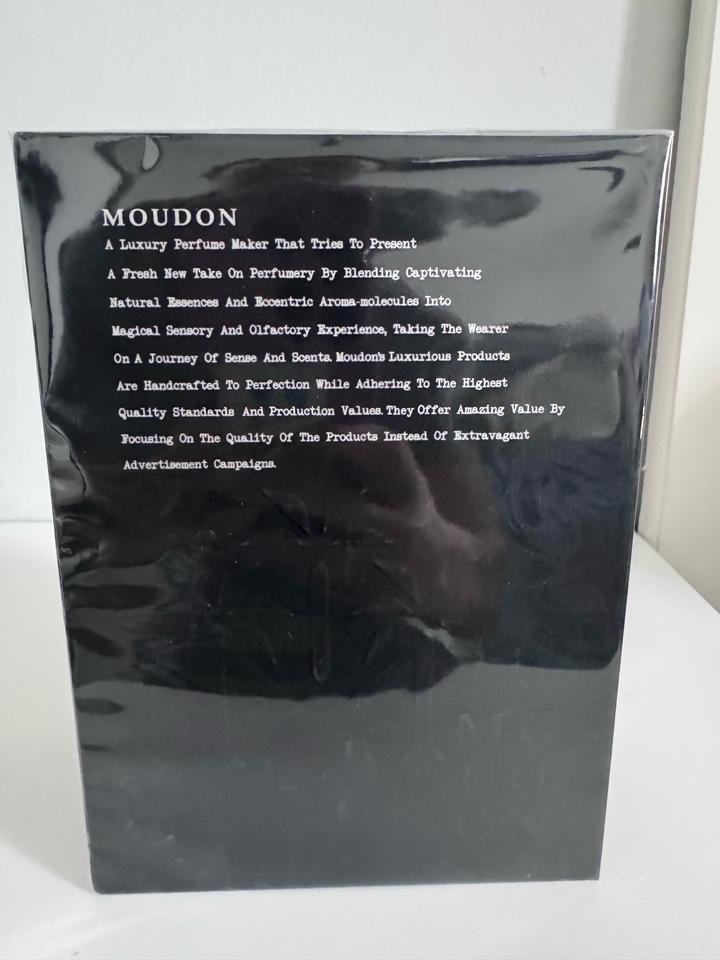 MOUDON
A Luxury Perfume Maker That Tries To Present
A Fresh New Take On Perfumery By Blending Captivating
Natural Essences And Eccentric Aroma-molecules Into
Magical Sensory And Olfactory Experience, Taking The Wearer
On A Journey Of Sense And Scents. Moudon's Luxurious Products
Are Handcrafted To Perfection While Adhering To The Highest
Quality Standards And Production Values. They Offer Amazing Value By
Focusing On The Quality Of The Products Instead Of Extravagant
Advertisement Campaigns.